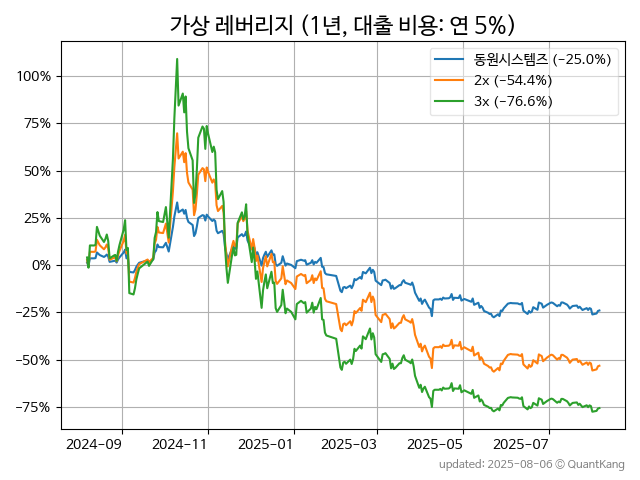 가상 레버리지 (1년, 대출 비용: 연 5%)
동원시스템즈 (-25.0%)
2x (-54.4%)
3x (-76.6%)
100%
75%
50%
25%
0%
−25%
−50%
−75%
2024-09
2024-11
2025-01
2025-03
2025-05
2025-07
updated: 2025-08-06 © QuantKang